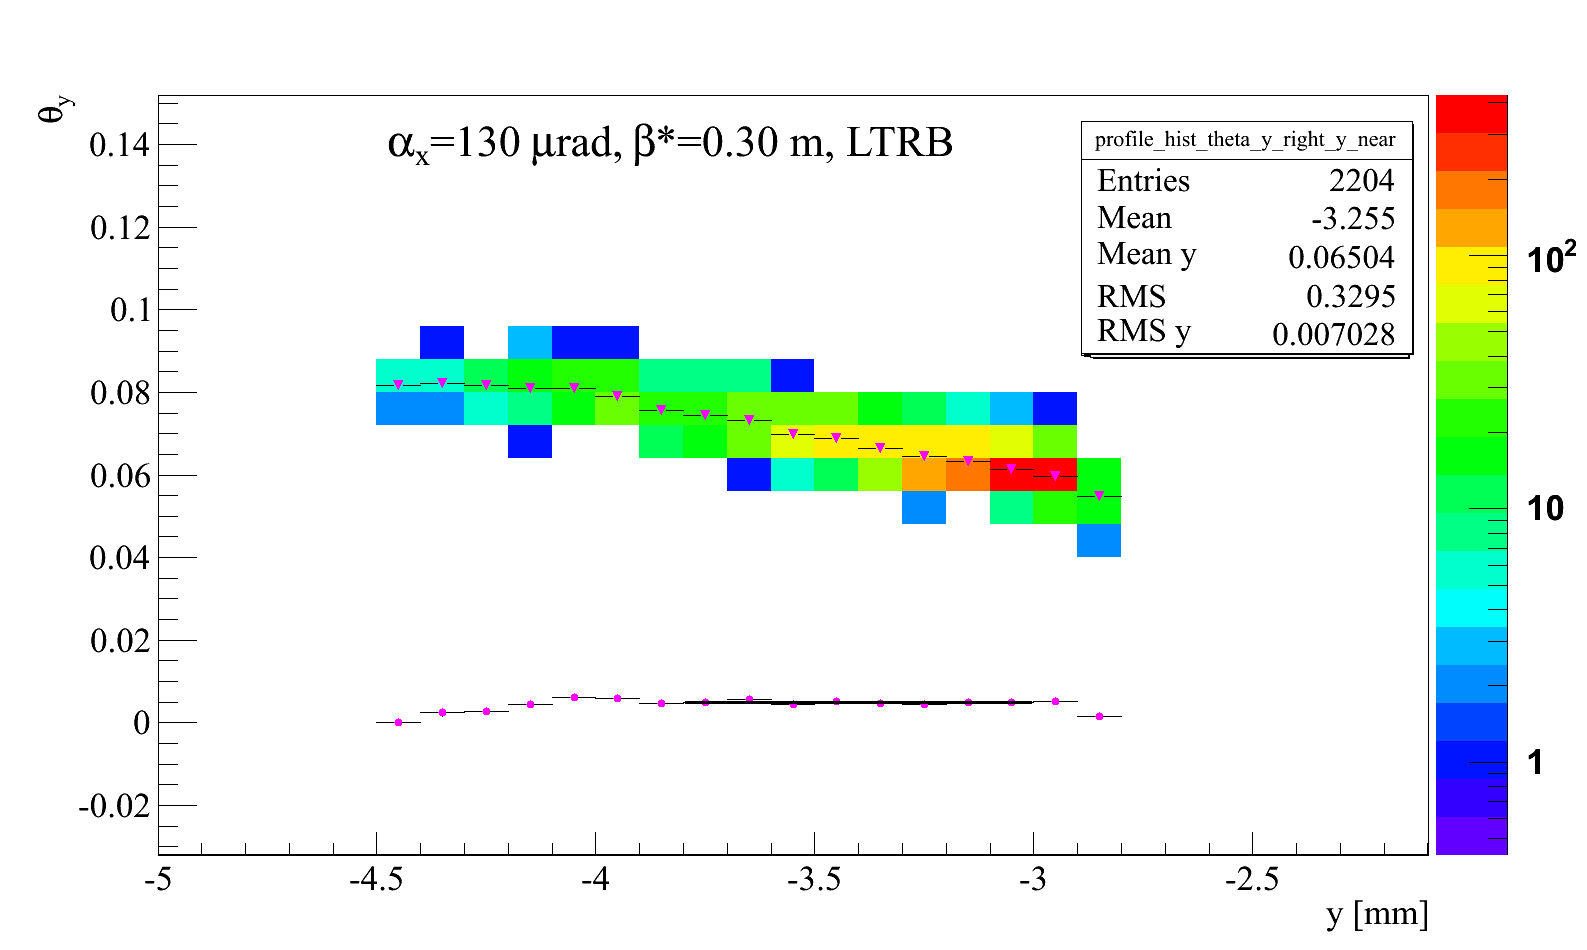 αx=130 μrad, β*=0.30 m, LTRB
profile_hist_theta_y_right_y_near
Entries 2204
Mean -3.255
Mean y 0.06504
RMS 0.3295
RMS y 0.007028
θy
0.14
0.12
0.1
0.08
0.06
0.04
0.02
0
-0.02
-5 -4.5 -4 -3.5 -3 -2.5
y [mm]
10²
10
1